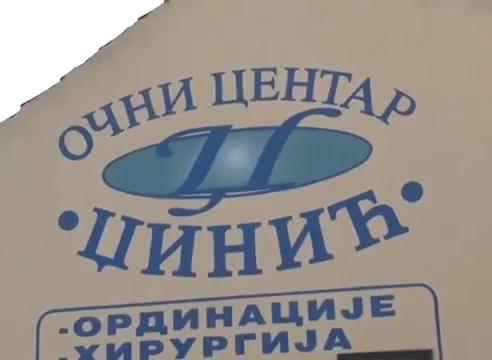 ОЧНИ ЦЕНТАР
Џ
• ЏИНИЋ •
-ОРДИНАЦИЈЕ
-ХИРУРГИЈА